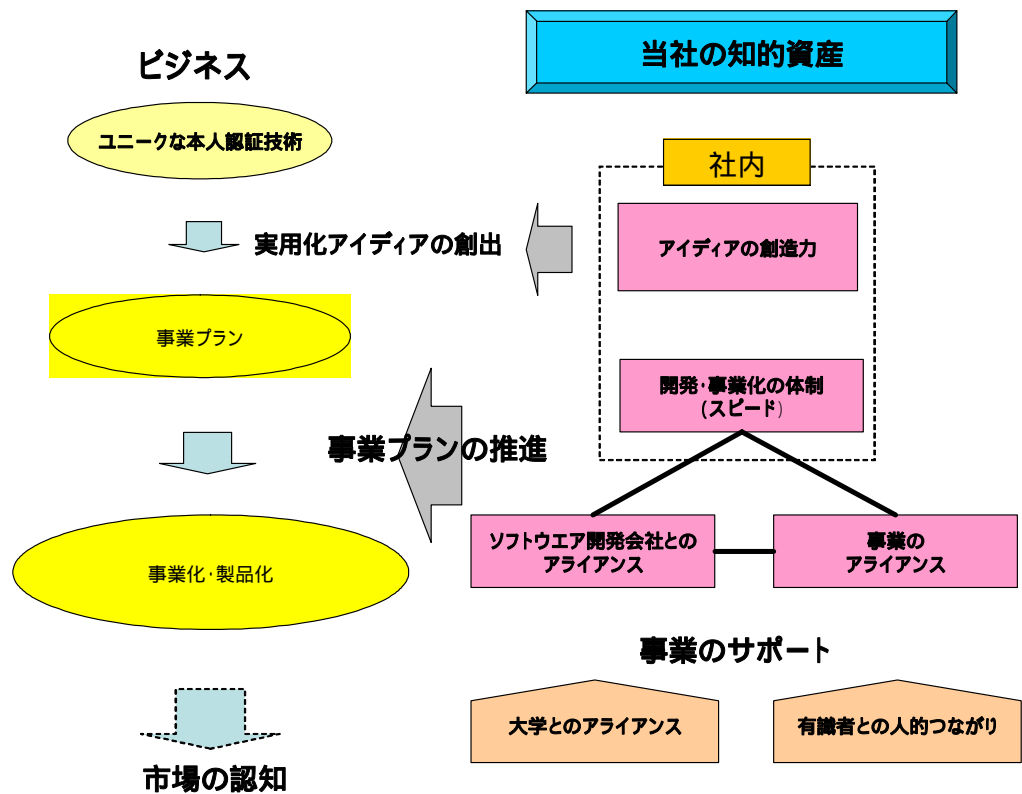 当社の知的資産
ビジネス
ユニークな本人認証技術
社内
実用化アイディアの創出
アイディアの創造力
事業プラン
開発・事業化の体制
(スピード)
事業プランの推進
ソフトウエア開発会社との
アライアンス
事業の
アライアンス
事業化・製品化
事業のサポート
大学とのアライアンス
有識者との人的つながり
市場の認知